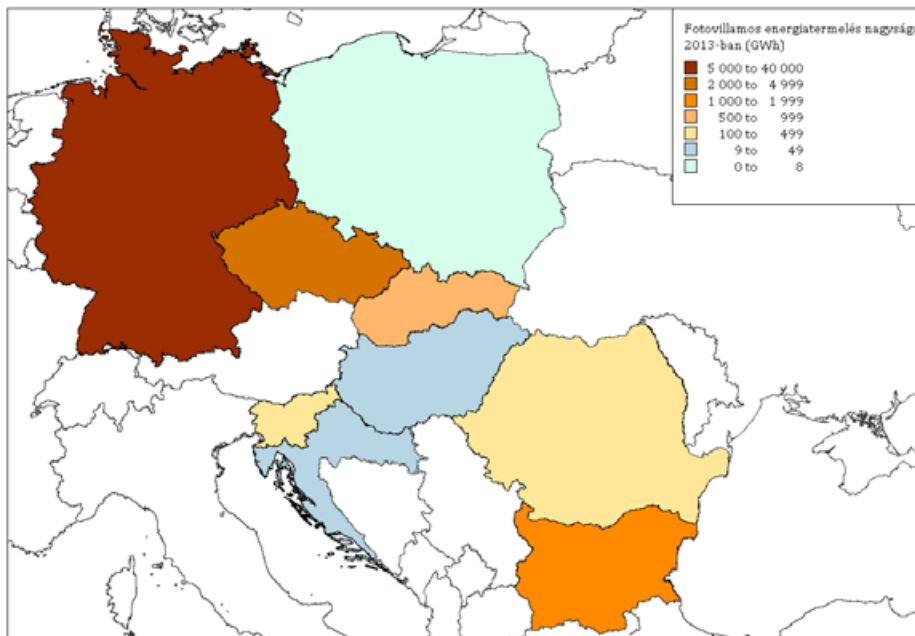 Fotovillamos energiatermelés nagyság
2013-ban (GWh)
5 000 to 40 000
2 000 to 4 999
1 000 to 1 999
500 to 999
100 to 499
9 to 49
0 to 8